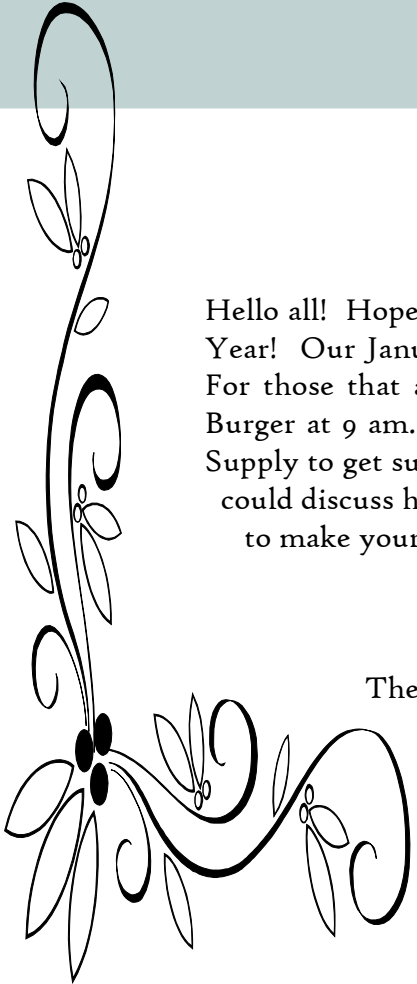 Hello all! Hope
Year! Our Janu
For those that a
Burger at 9 am.
Supply to get su
could discuss h
to make your
The